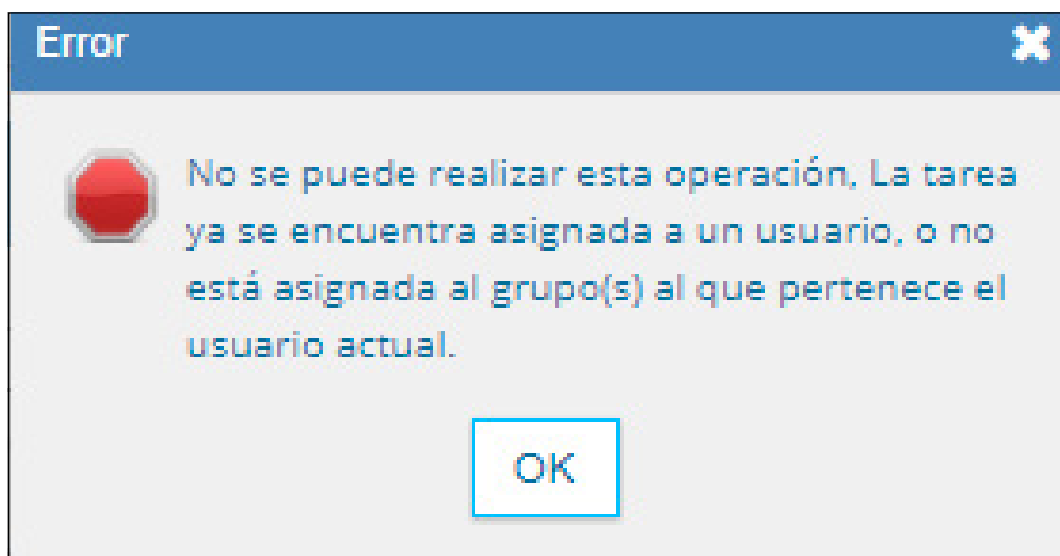 Error
No se puede realizar esta operación, La tarea
ya se encuentra asignada a un usuario, o no
está asignada al grupo(s) al que pertenece el
usuario actual.
OK